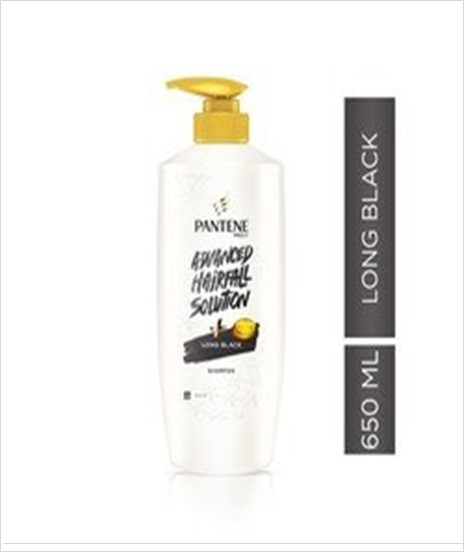 PANTENE
ADVANCED
HAIRFALL
SOLUTION
LONG BLACK
SHAMPOO
LONG BLACK
650 ML